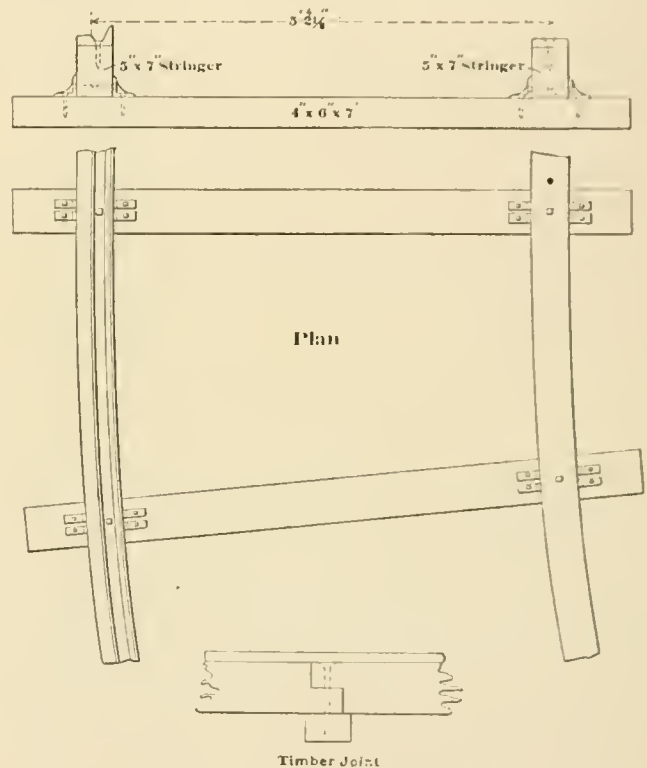 5' 2¼"
5" x 7" stringer 5" x 7" stringer
4" x 6" x 7'
Plan
Timber Joint